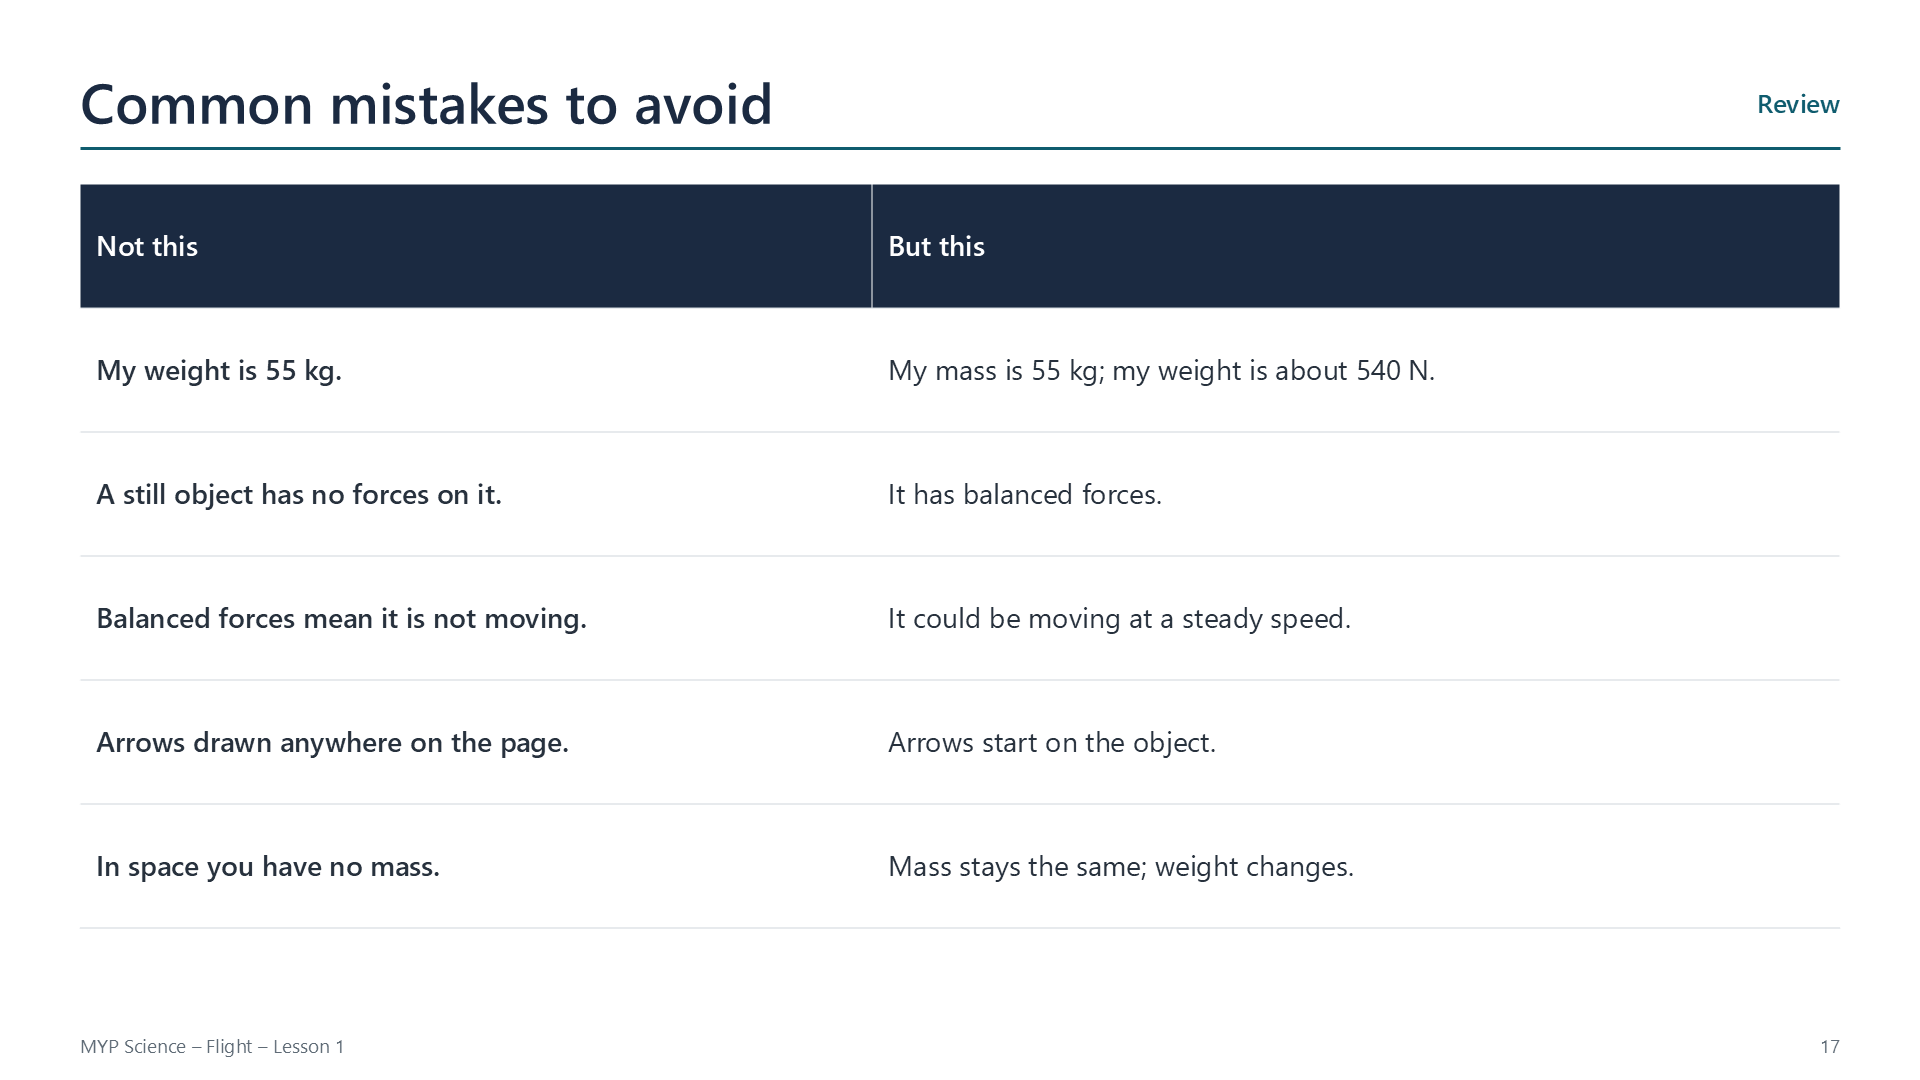 Common mistakes to avoid
Review
Not this
But this
My weight is 55 kg.
My mass is 55 kg; my weight is about 540 N.
A still object has no forces on it.
It has balanced forces.
Balanced forces mean it is not moving.
It could be moving at a steady speed.
Arrows drawn anywhere on the page.
Arrows start on the object.
In space you have no mass.
Mass stays the same; weight changes.
MYP Science – Flight – Lesson 1
17